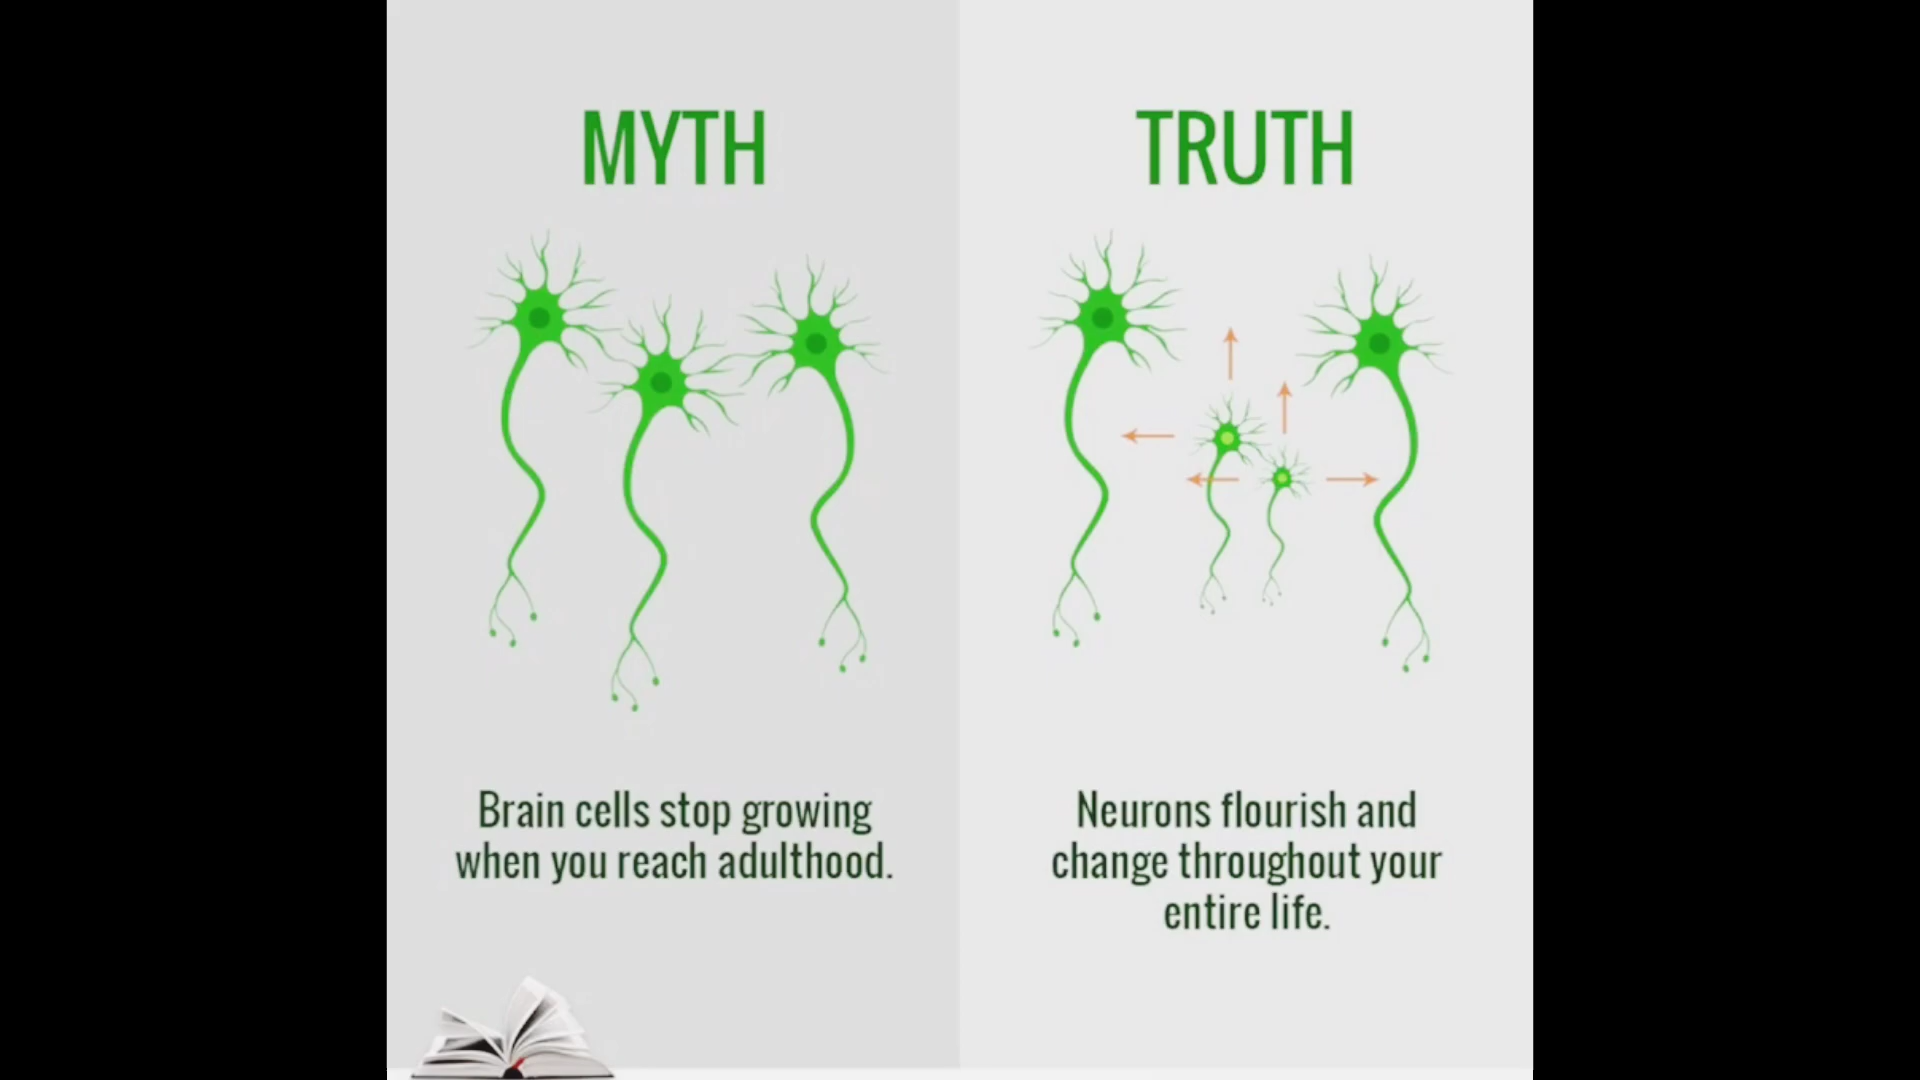 MYTH
Brain cells stop growing
when you reach adulthood.
TRUTH
Neurons flourish and
change throughout your
entire life.